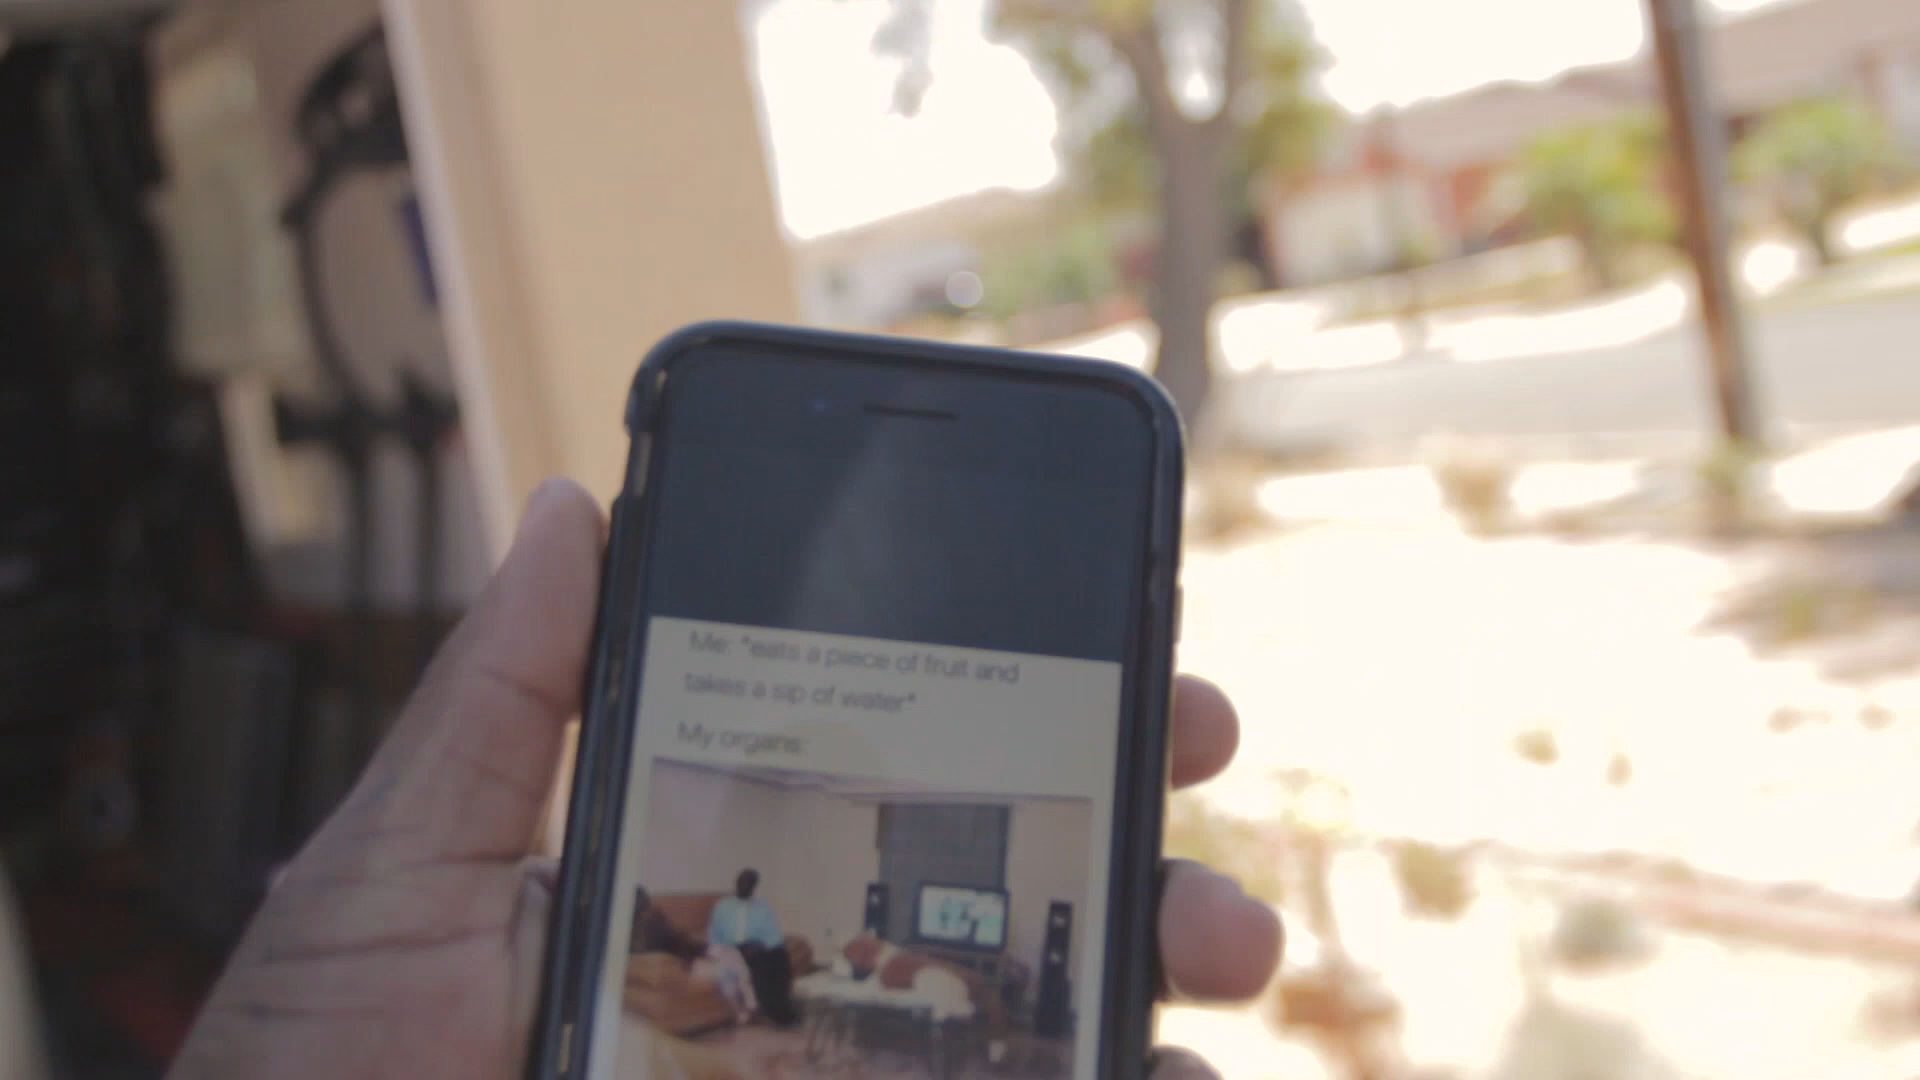 Me: *eats a piece of fruit and
takes a sip of water*
My organs: